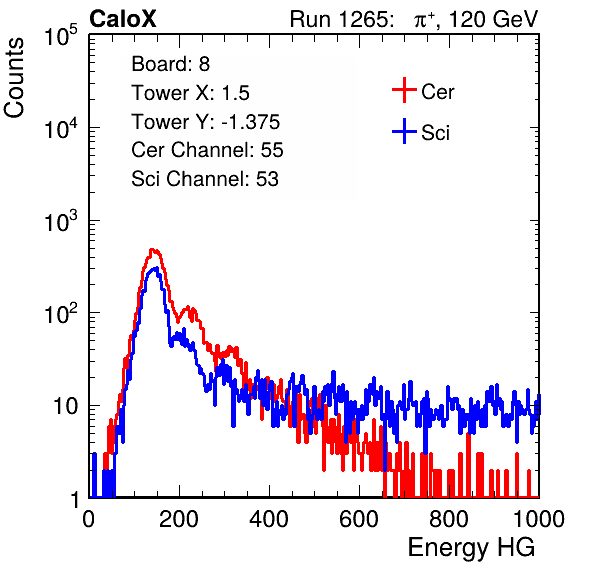 CaloX Run 1265: π⁺, 120 GeV
Board: 8
Tower X: 1.5
Tower Y: -1.375
Cer Channel: 55
Sci Channel: 53
Cer
Sci
Counts
10⁵
10⁴
10³
10²
10
1
0 200 400 600 800 1000
Energy HG